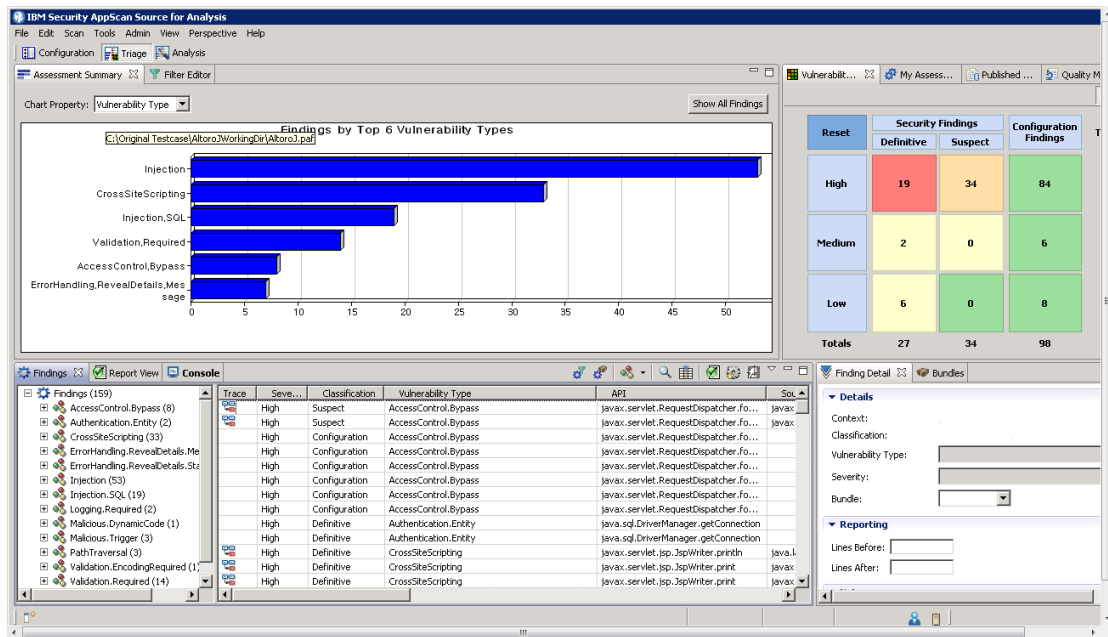 IBM Security AppScan Source for Analysis
File Edit Scan Tools Admin View Perspective Help
Configuration Triage Analysis
Assessment Summary Filter Editor
Chart Property: Vulnerability Type Show All Findings
Findings by Top 6 Vulnerability Types
C:\Original Testcase\AltoroJWorkingDir\AltoroJ.paf
Injection
CrossSiteScripting
Injection,SQL
Validation,Required
AccessControl,Bypass
ErrorHandling,RevealDetails,Mes
sage
0 5 10 15 20 25 30 35 40 45 50
Vulnerabilit... My Assess... Published ... Quality M
Reset Security Findings Configuration Findings T
Definitive Suspect
High 19 34 84
Medium 2 0 6
Low 6 0 8
Totals 27 34 98
Findings Report View Console
Findings (159)
AccessControl.Bypass (8)
Authentication.Entity (2)
CrossSiteScripting (33)
ErrorHandling.RevealDetails.Me
ErrorHandling.RevealDetails.Sta
Injection (53)
Injection.SQL (19)
Logging.Required (2)
Malicious.DynamicCode (1)
Malicious.Trigger (3)
PathTraversal (3)
Validation.EncodingRequired (1)
Validation.Required (14)
Trace Seve... Classification Vulnerability Type API Sou
High Suspect AccessControl.Bypass javax.servlet.RequestDispatcher.fo... javax
High Suspect AccessControl.Bypass javax.servlet.RequestDispatcher.fo... javax
High Configuration AccessControl.Bypass javax.servlet.RequestDispatcher.fo...
High Configuration AccessControl.Bypass javax.servlet.RequestDispatcher.fo...
High Configuration AccessControl.Bypass javax.servlet.RequestDispatcher.fo...
High Configuration AccessControl.Bypass javax.servlet.RequestDispatcher.fo...
High Configuration AccessControl.Bypass javax.servlet.RequestDispatcher.fo...
High Configuration AccessControl.Bypass javax.servlet.RequestDispatcher.fo...
High Definitive Authentication.Entity java.sql.DriverManager.getConnection
High Definitive Authentication.Entity java.sql.DriverManager.getConnection
High Definitive CrossSiteScripting javax.servlet.jsp.JspWriter.println java.l
High Definitive CrossSiteScripting javax.servlet.jsp.JspWriter.print javax
High Definitive CrossSiteScripting javax.servlet.jsp.JspWriter.print javax
Finding Detail Bundles
Details
Context:
Classification:
Vulnerability Type:
Severity:
Bundle:
Reporting
Lines Before:
Lines After: